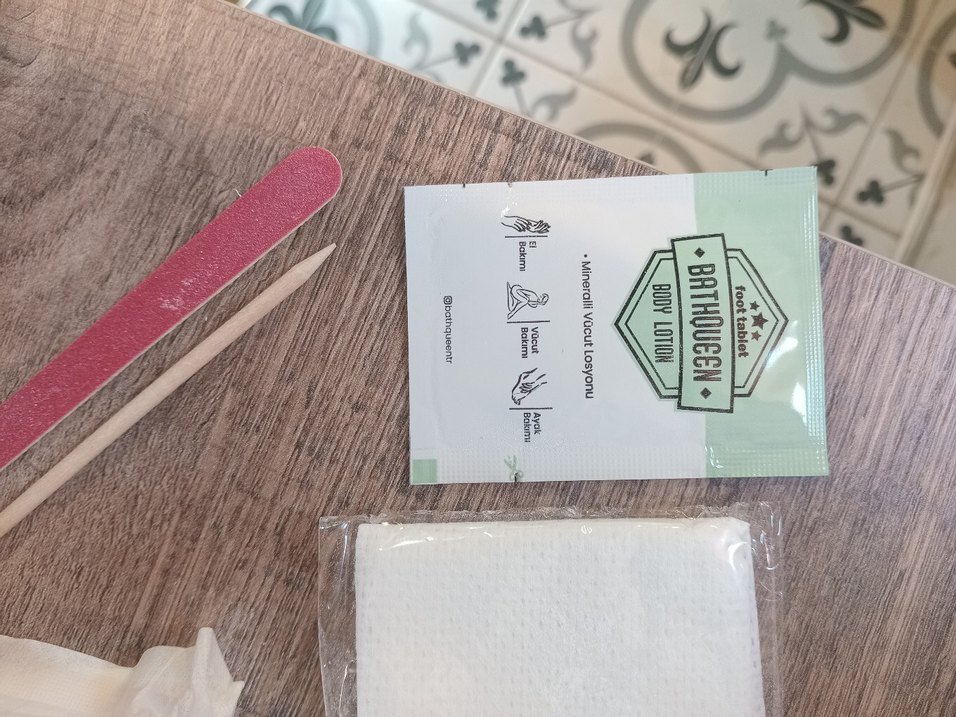 foot tablet
BATHQUEEN
BODY LOTION
• Mineralli Vücut Losyonu
El
Bakımı
Vücut
Bakımı
Ayak
Bakımı
@bathqueentr